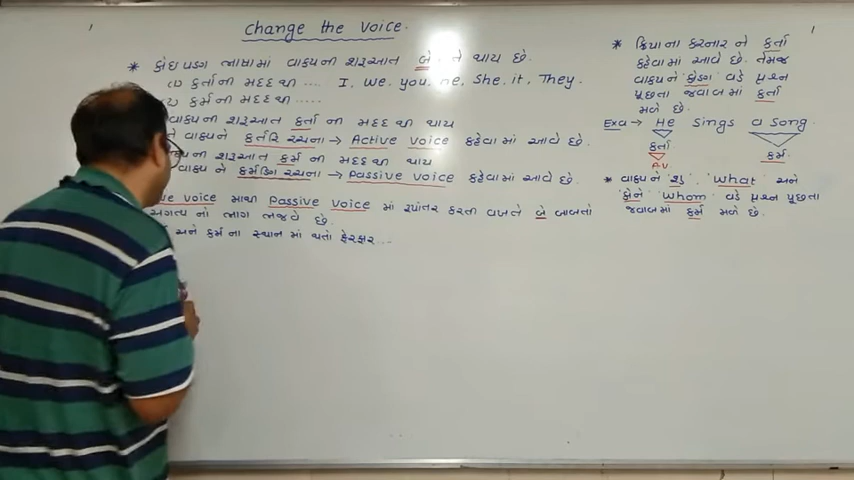 Change the Voice.
* કોઇપણ ભાષામાં વાક્યની શરૂઆત બે તે થાય છે.
(1) કર્તાની મદદથી .... I, we, you, he, she, it, They.
(2) કર્મની મદદથી .....
વાક્યની શરૂઆત કર્તા ની મદદથી થાય
તે વાક્યને કર્તરિ રચના → Active voice કહેવામાં આવે છે.
વાક્યની શરૂઆત કર્મ ની મદદથી થાય
વાક્ય ને કર્મણિ રચના → Passive voice કહેવામાં આવે છે.
voice માથી Passive Voice માં રૂપાંતર કરતી વખતે બે બાબતો
અગત્ય નો ભાગ ભજવે છે
અને કર્મ ના સ્થાન માં થતો ફેરફાર...
* ક્રિયાના કરનાર ને કર્તા
કહેવામાં આવે છે. તેમજ
વાક્યને 'કોણ' વડે પ્રશ્ન
પૂછતા જવાબમાં કર્તા
મળે છે.
Exa → He sings a song
કર્તા
કર્મ.
A.V
* વાક્યને 'શુ', 'What' અને
'કોને' 'Whom' વડે પ્રશ્ન પૂછતા
જવાબમાં કર્મ મળે છે.